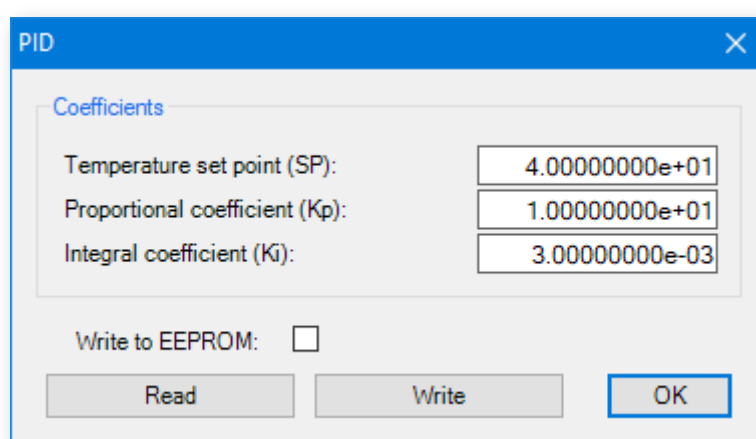 PID
Coefficients
Temperature set point (SP): 4.00000000e+01
Proportional coefficient (Kp): 1.00000000e+01
Integral coefficient (Ki): 3.00000000e-03
Write to EEPROM:
Read Write OK